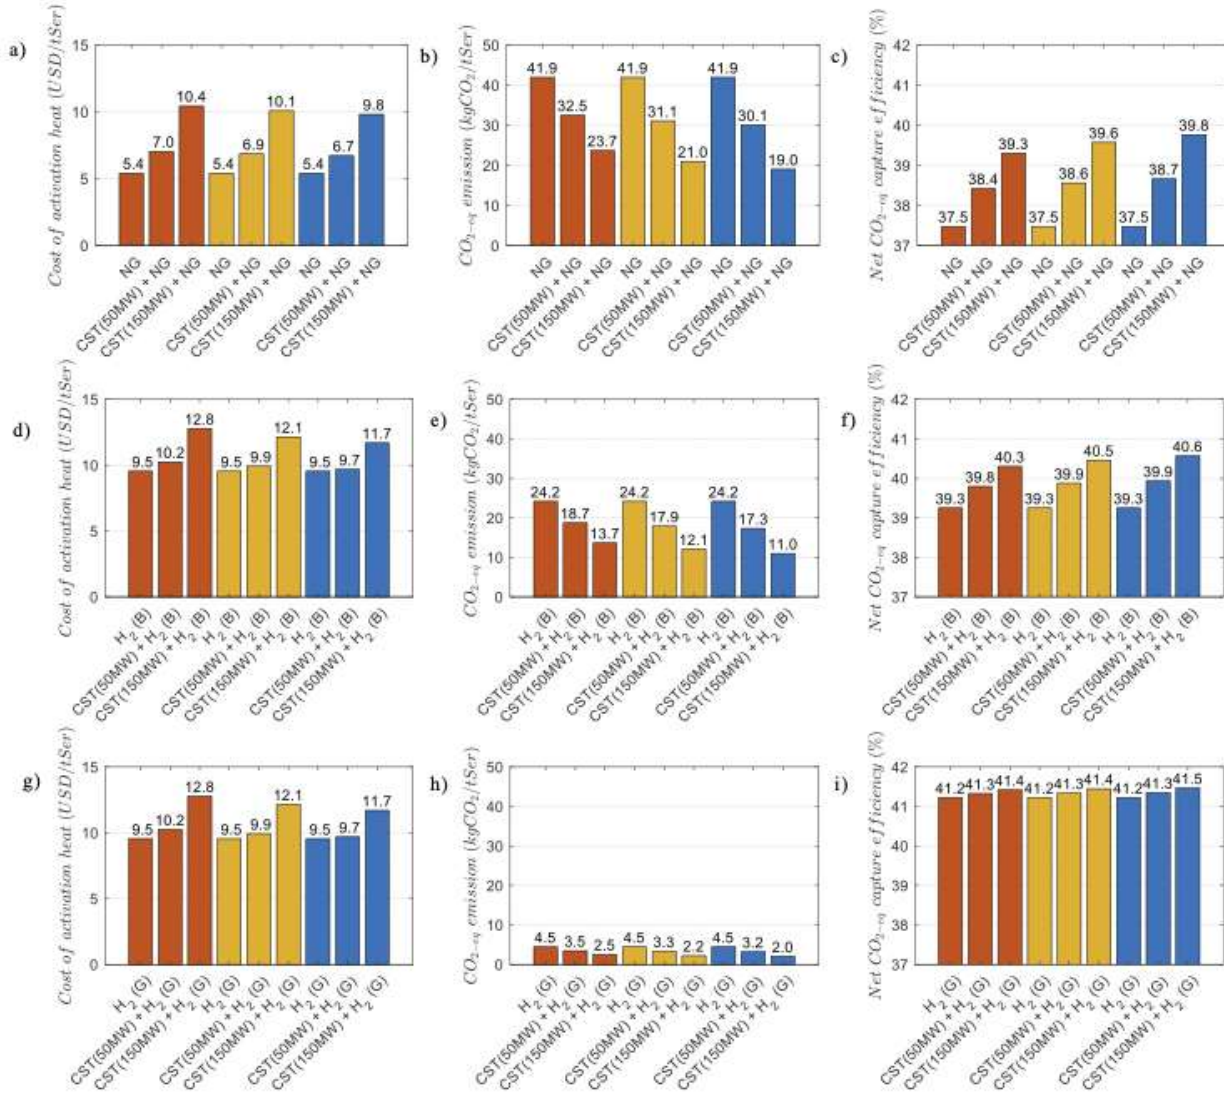 a)
Cost of activation heat (USD/tSer)
15
10
5
0
5.4
7.0
10.4
5.4
6.9
10.1
5.4
6.7
9.8
NG
CST(50MW) + NG
CST(150MW) + NG
NG
CST(50MW) + NG
CST(150MW) + NG
NG
CST(50MW) + NG
CST(150MW) + NG
b)
CO2-eq emission (kgCO2/tSer)
50
40
30
20
10
0
41.9
32.5
23.7
41.9
31.1
21.0
41.9
30.1
19.0
NG
CST(50MW) + NG
CST(150MW) + NG
NG
CST(50MW) + NG
CST(150MW) + NG
NG
CST(50MW) + NG
CST(150MW) + NG
c)
Net CO2-eq capture efficiency (%)
42
41
40
39
38
37
37.5
38.4
39.3
37.5
38.6
39.6
37.5
38.7
39.8
NG
CST(50MW) + NG
CST(150MW) + NG
NG
CST(50MW) + NG
CST(150MW) + NG
NG
CST(50MW) + NG
CST(150MW) + NG
d)
Cost of activation heat (USD/tSer)
15
10
5
0
9.5
10.2
12.8
9.5
9.9
12.1
9.5
9.7
11.7
H2 (B)
CST(50MW) + H2 (B)
CST(150MW) + H2 (B)
H2 (B)
CST(50MW) + H2 (B)
CST(150MW) + H2 (B)
H2 (B)
CST(50MW) + H2 (B)
CST(150MW) + H2 (B)
e)
CO2-eq emission (kgCO2/tSer)
50
40
30
20
10
0
24.2
18.7
13.7
24.2
17.9
12.1
24.2
17.3
11.0
H2 (B)
CST(50MW) + H2 (B)
CST(150MW) + H2 (B)
H2 (B)
CST(50MW) + H2 (B)
CST(150MW) + H2 (B)
H2 (B)
CST(50MW) + H2 (B)
CST(150MW) + H2 (B)
f)
Net CO2-eq capture efficiency (%)
42
41
40
39
38
37
39.3
39.8
40.3
39.3
39.9
40.5
39.3
39.9
40.6
H2 (B)
CST(50MW) + H2 (B)
CST(150MW) + H2 (B)
H2 (B)
CST(50MW) + H2 (B)
CST(150MW) + H2 (B)
H2 (B)
CST(50MW) + H2 (B)
CST(150MW) + H2 (B)
g)
Cost of activation heat (USD/tSer)
15
10
5
0
9.5
10.2
12.8
9.5
9.9
12.1
9.5
9.7
11.7
H2 (G)
CST(50MW) + H2 (G)
CST(150MW) + H2 (G)
H2 (G)
CST(50MW) + H2 (G)
CST(150MW) + H2 (G)
H2 (G)
CST(50MW) + H2 (G)
CST(150MW) + H2 (G)
h)
CO2-eq emission (kgCO2/tSer)
50
40
30
20
10
0
4.5
3.5
2.5
4.5
3.3
2.2
4.5
3.2
2.0
H2 (G)
CST(50MW) + H2 (G)
CST(150MW) + H2 (G)
H2 (G)
CST(50MW) + H2 (G)
CST(150MW) + H2 (G)
H2 (G)
CST(50MW) + H2 (G)
CST(150MW) + H2 (G)
i)
Net CO2-eq capture efficiency (%)
42
41
40
39
38
37
41.2
41.3
41.4
41.2
41.3
41.4
41.2
41.3
41.5
H2 (G)
CST(50MW) + H2 (G)
CST(150MW) + H2 (G)
H2 (G)
CST(50MW) + H2 (G)
CST(150MW) + H2 (G)
H2 (G)
CST(50MW) + H2 (G)
CST(150MW) + H2 (G)